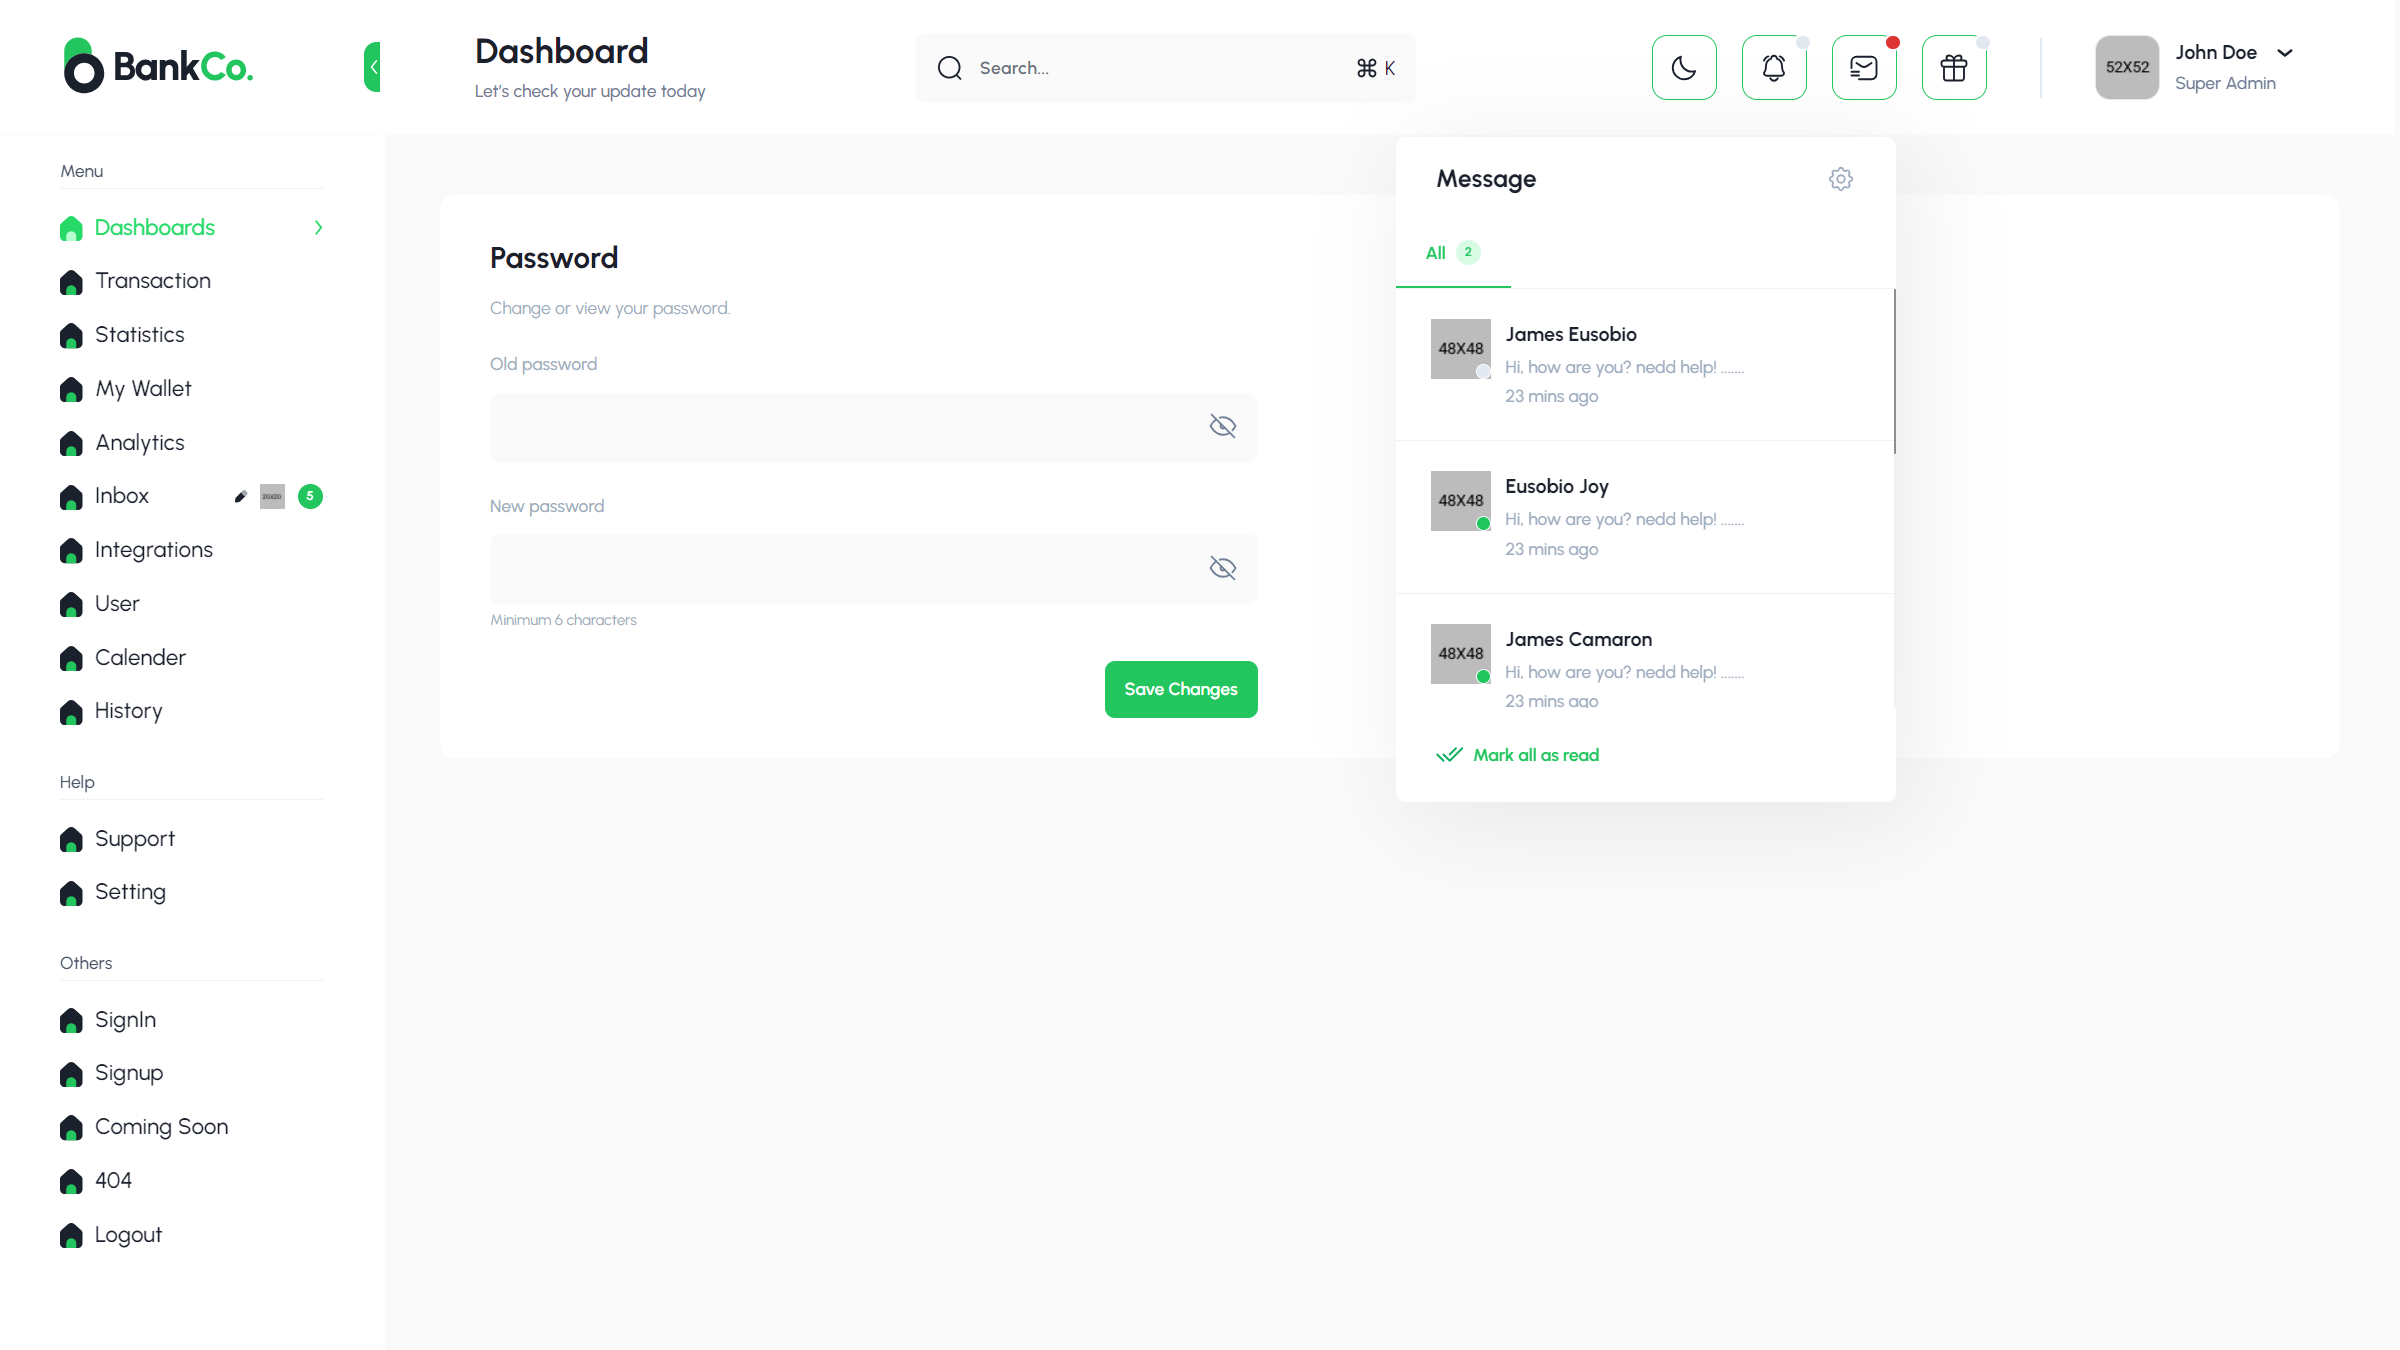 BankCo.
Dashboard
Let's check your update today
Search...
⌘ K
52X52
John Doe
Super Admin
Menu
Dashboards
Transaction
Statistics
My Wallet
Analytics
Inbox
20x20
5
Integrations
User
Calender
History
Help
Support
Setting
Others
SignIn
Signup
Coming Soon
404
Logout
Password
Change or view your password.
Old password
New password
Minimum 6 characters
Save Changes
Message
All 2
48X48
James Eusobio
Hi, how are you? nedd help! .......
23 mins ago
48X48
Eusobio Joy
Hi, how are you? nedd help! .......
23 mins ago
48X48
James Camaron
Hi, how are you? nedd help! .......
23 mins ago
Mark all as read